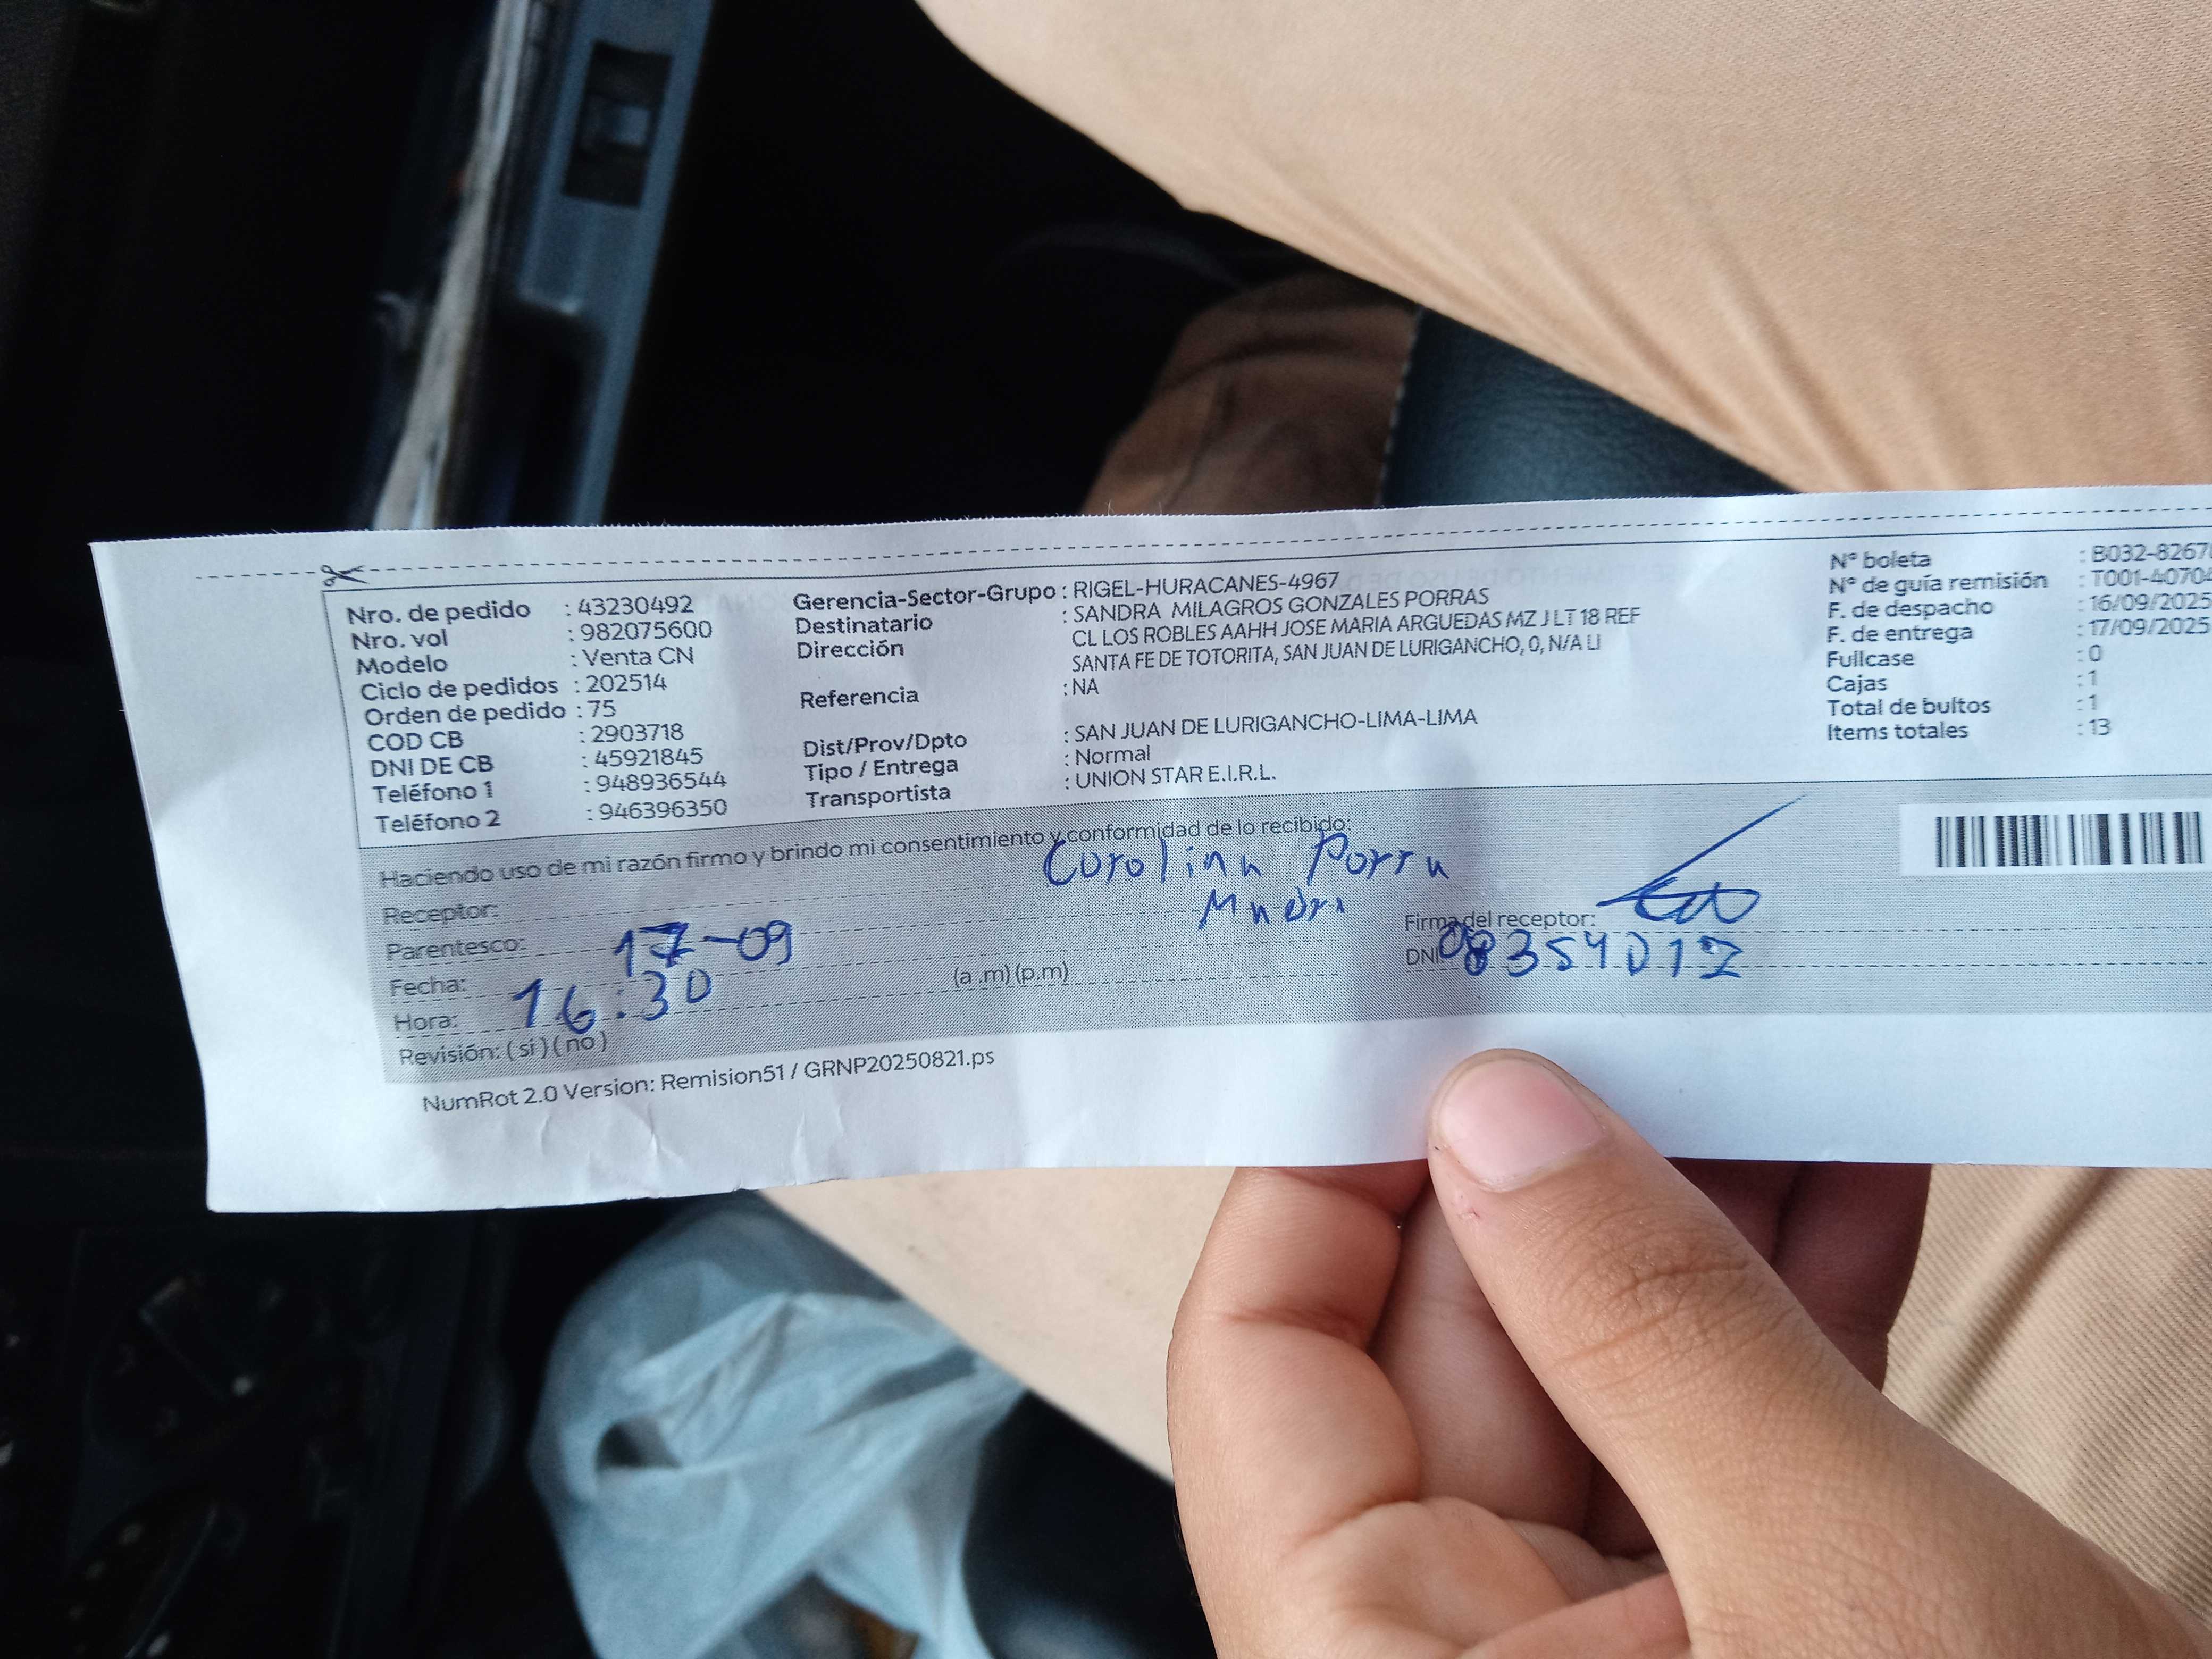 Nro. de pedido : 43230492
Nro. vol : 982075600
Modelo : Venta CN
Ciclo de pedidos : 202514
Orden de pedido : 75
COD CB : 2903718
DNI DE CB : 45921845
Teléfono 1 : 948936544
Teléfono 2 : 946396350
Gerencia-Sector-Grupo : RIGEL-HURACANES-4967
Destinatario : SANDRA MILAGROS GONZALES PORRAS
Dirección CL LOS ROBLES AAHH JOSE MARIA ARGUEDAS MZ J LT 18 REF
SANTA FE DE TOTORITA, SAN JUAN DE LURIGANCHO, 0, N/A LI
Referencia : NA
Dist/Prov/Dpto : SAN JUAN DE LURIGANCHO-LIMA-LIMA
Tipo / Entrega : Normal
Transportista : UNION STAR E.I.R.L.
N° boleta : B032-8267
N° de guía remisión : T001-40704
F. de despacho : 16/09/2025
F. de entrega : 17/09/2025
Fullcase : 0
Cajas : 1
Total de bultos : 1
Items totales : 13
Haciendo uso de mi razón firmo y brindo mi consentimiento y conformidad de lo recibido:
Receptor: Carolina Porra
Parentesco: Madre
Fecha: 17-09
Hora: 16:30 (a .m) (p.m)
Revisión: ( si ) ( no )
Firma del receptor:
DNI: 08354012
NumRot 2.0 Version: Remision51 / GRNP20250821.ps